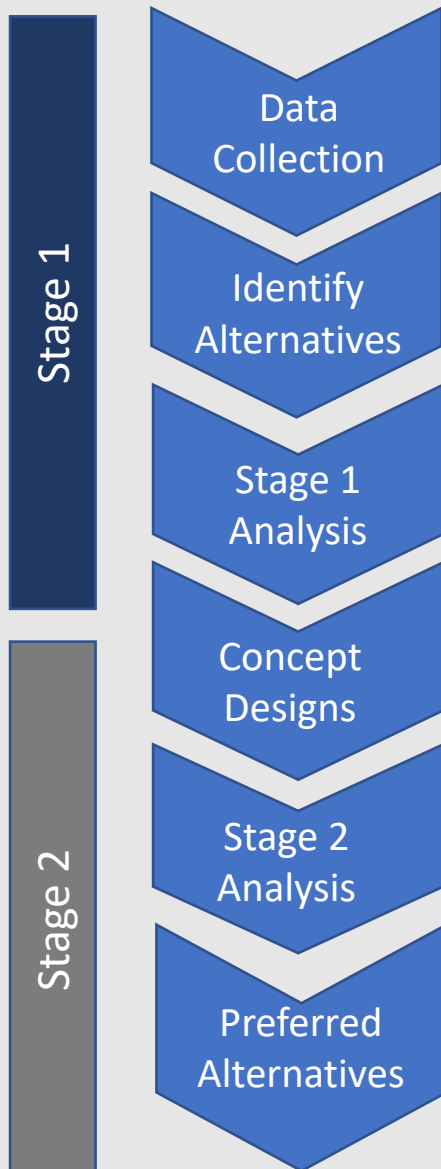 Stage 1
Data
Collection
Identify
Alternatives
Stage 1
Analysis
Stage 2
Concept
Designs
Stage 2
Analysis
Preferred
Alternatives